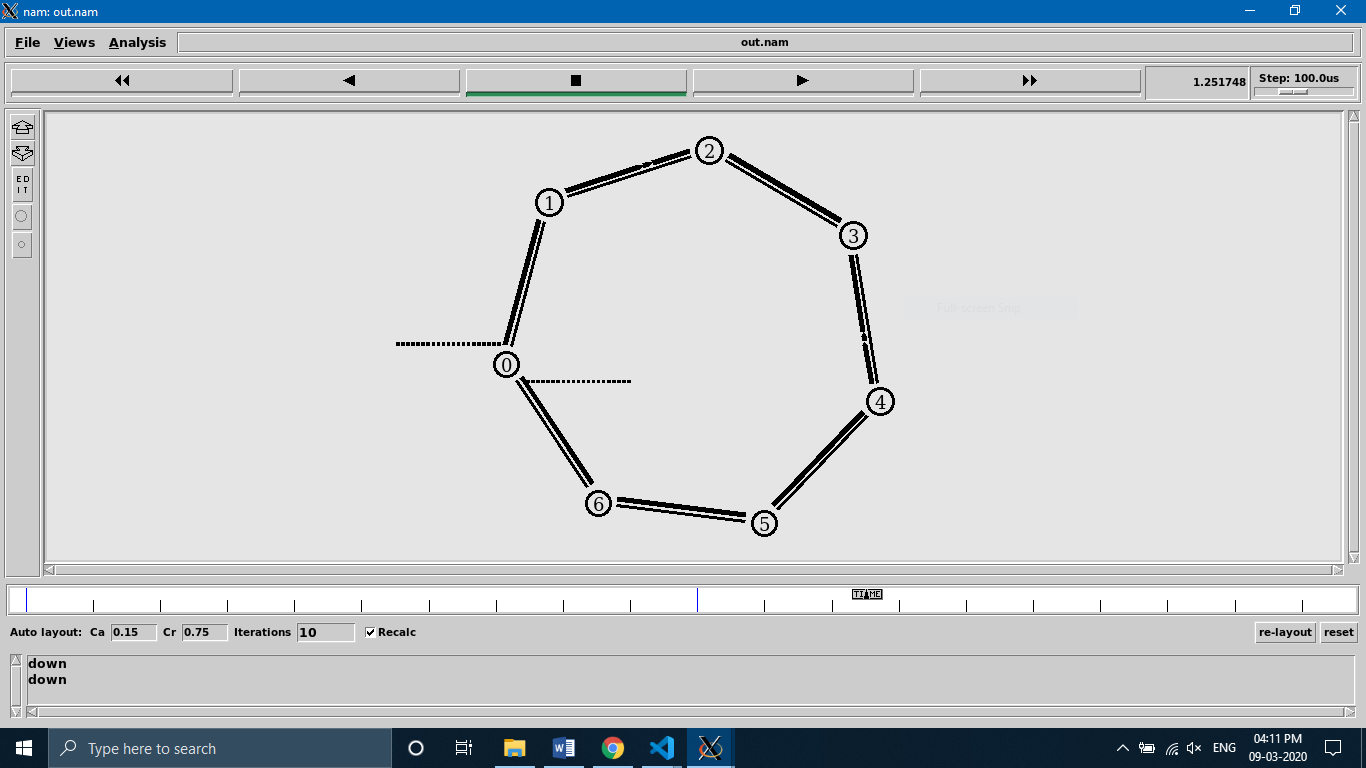 nam: out.nam
File Views Analysis out.nam
1.251748 Step: 100.0us
ED
IT
2
1
3
0
4
6
5
TIME
Auto layout: Ca 0.15 Cr 0.75 Iterations 10 Recalc re-layout reset
down
down
Type here to search
ENG
04:11 PM
09-03-2020